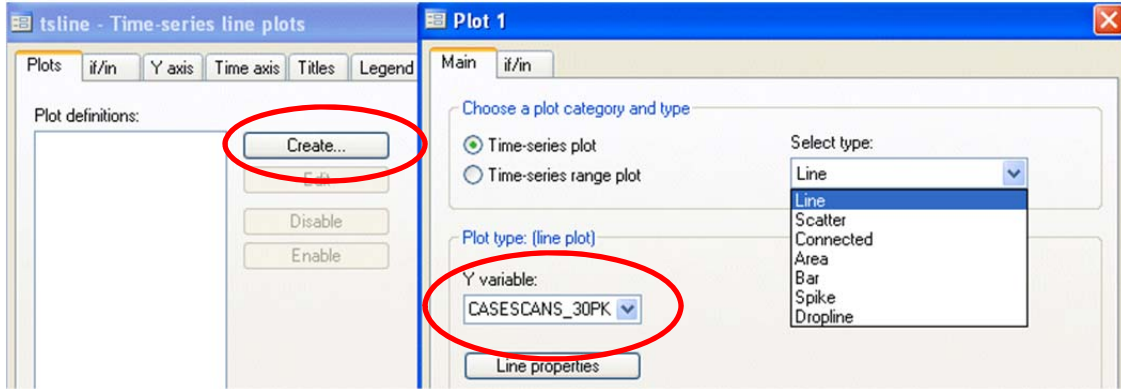 tsline - Time-series line plots
Plots if/in Y axis Time axis Titles Legend
Plot definitions:
Create...
Edit
Disable
Enable
Plot 1
Main if/in
Choose a plot category and type
Time-series plot
Time-series range plot
Select type:
Line
Line
Scatter
Connected
Area
Bar
Spike
Dropline
Plot type: (line plot)
Y variable:
CASESCANS_30PK
Line properties